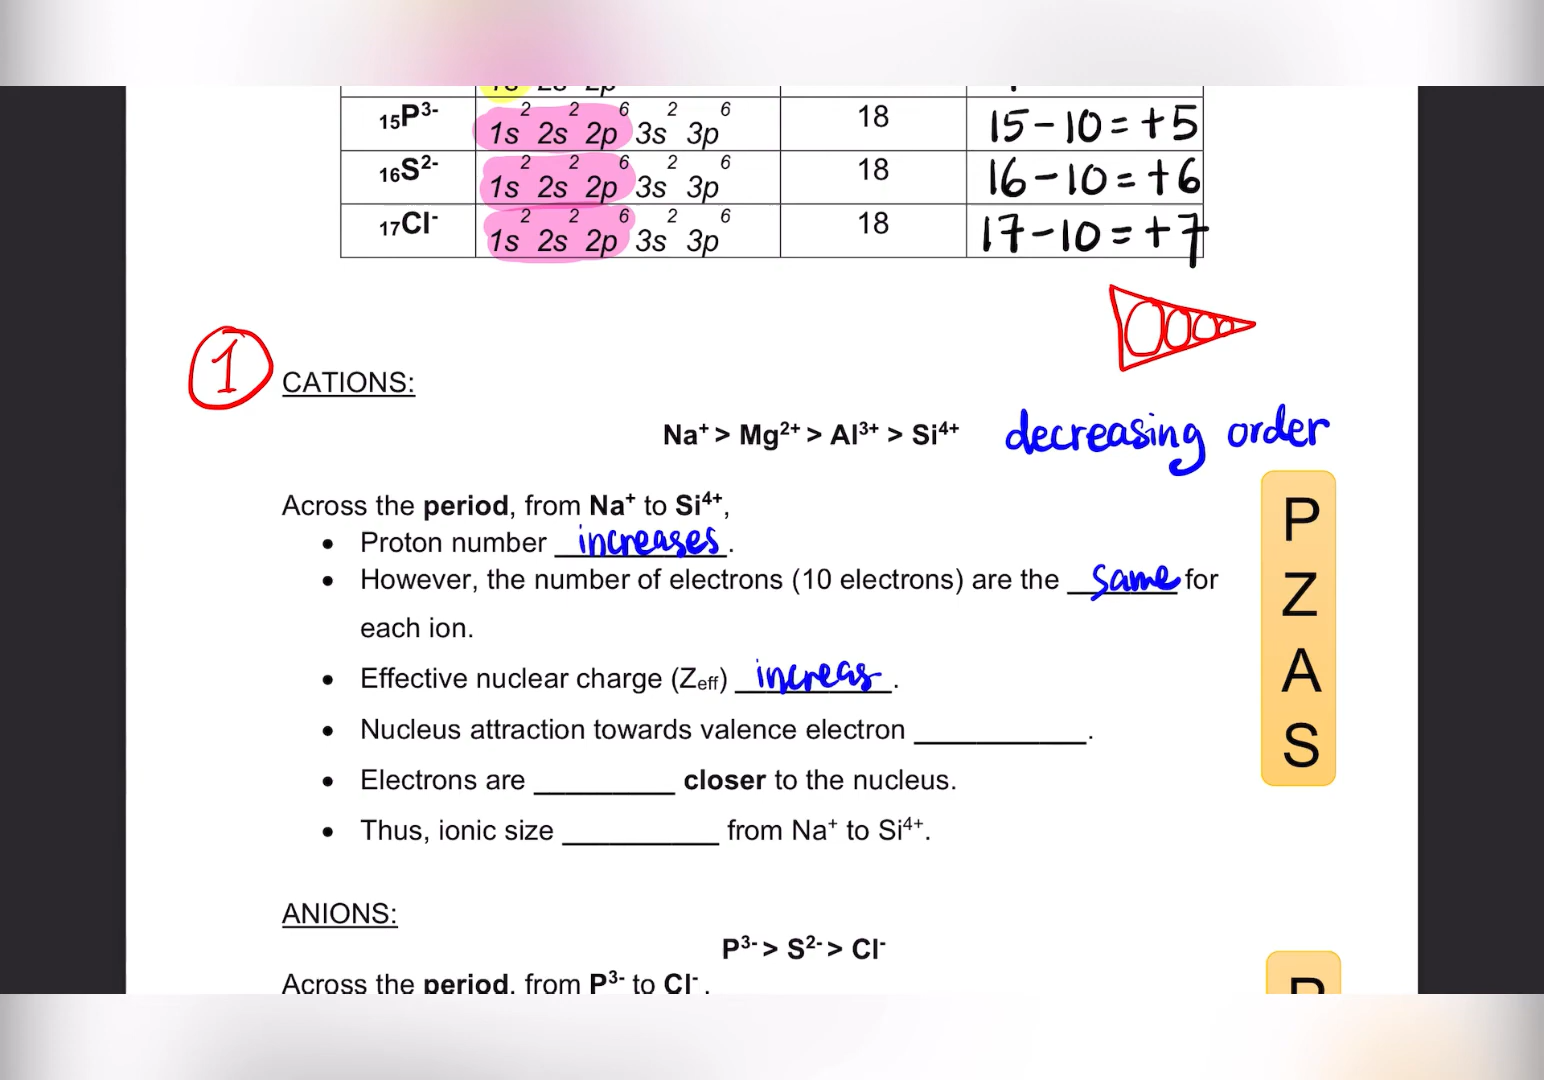 15P3- 1s2 2s2 2p6 3s2 3p6 18 15-10=+5
16S2- 1s2 2s2 2p6 3s2 3p6 18 16-10=+6
17Cl- 1s2 2s2 2p6 3s2 3p6 18 17-10=+7
1
CATIONS:
Na+ > Mg2+ > Al3+ > Si4+ decreasing order
Across the period, from Na+ to Si4+,
• Proton number increases.
• However, the number of electrons (10 electrons) are the same for
each ion.
• Effective nuclear charge (Zeff) increas.
• Nucleus attraction towards valence electron ___________.
• Electrons are _________ closer to the nucleus.
• Thus, ionic size __________ from Na+ to Si4+.
P
Z
A
S
ANIONS:
P3- > S2- > Cl-
Across the period, from P3- to Cl-,